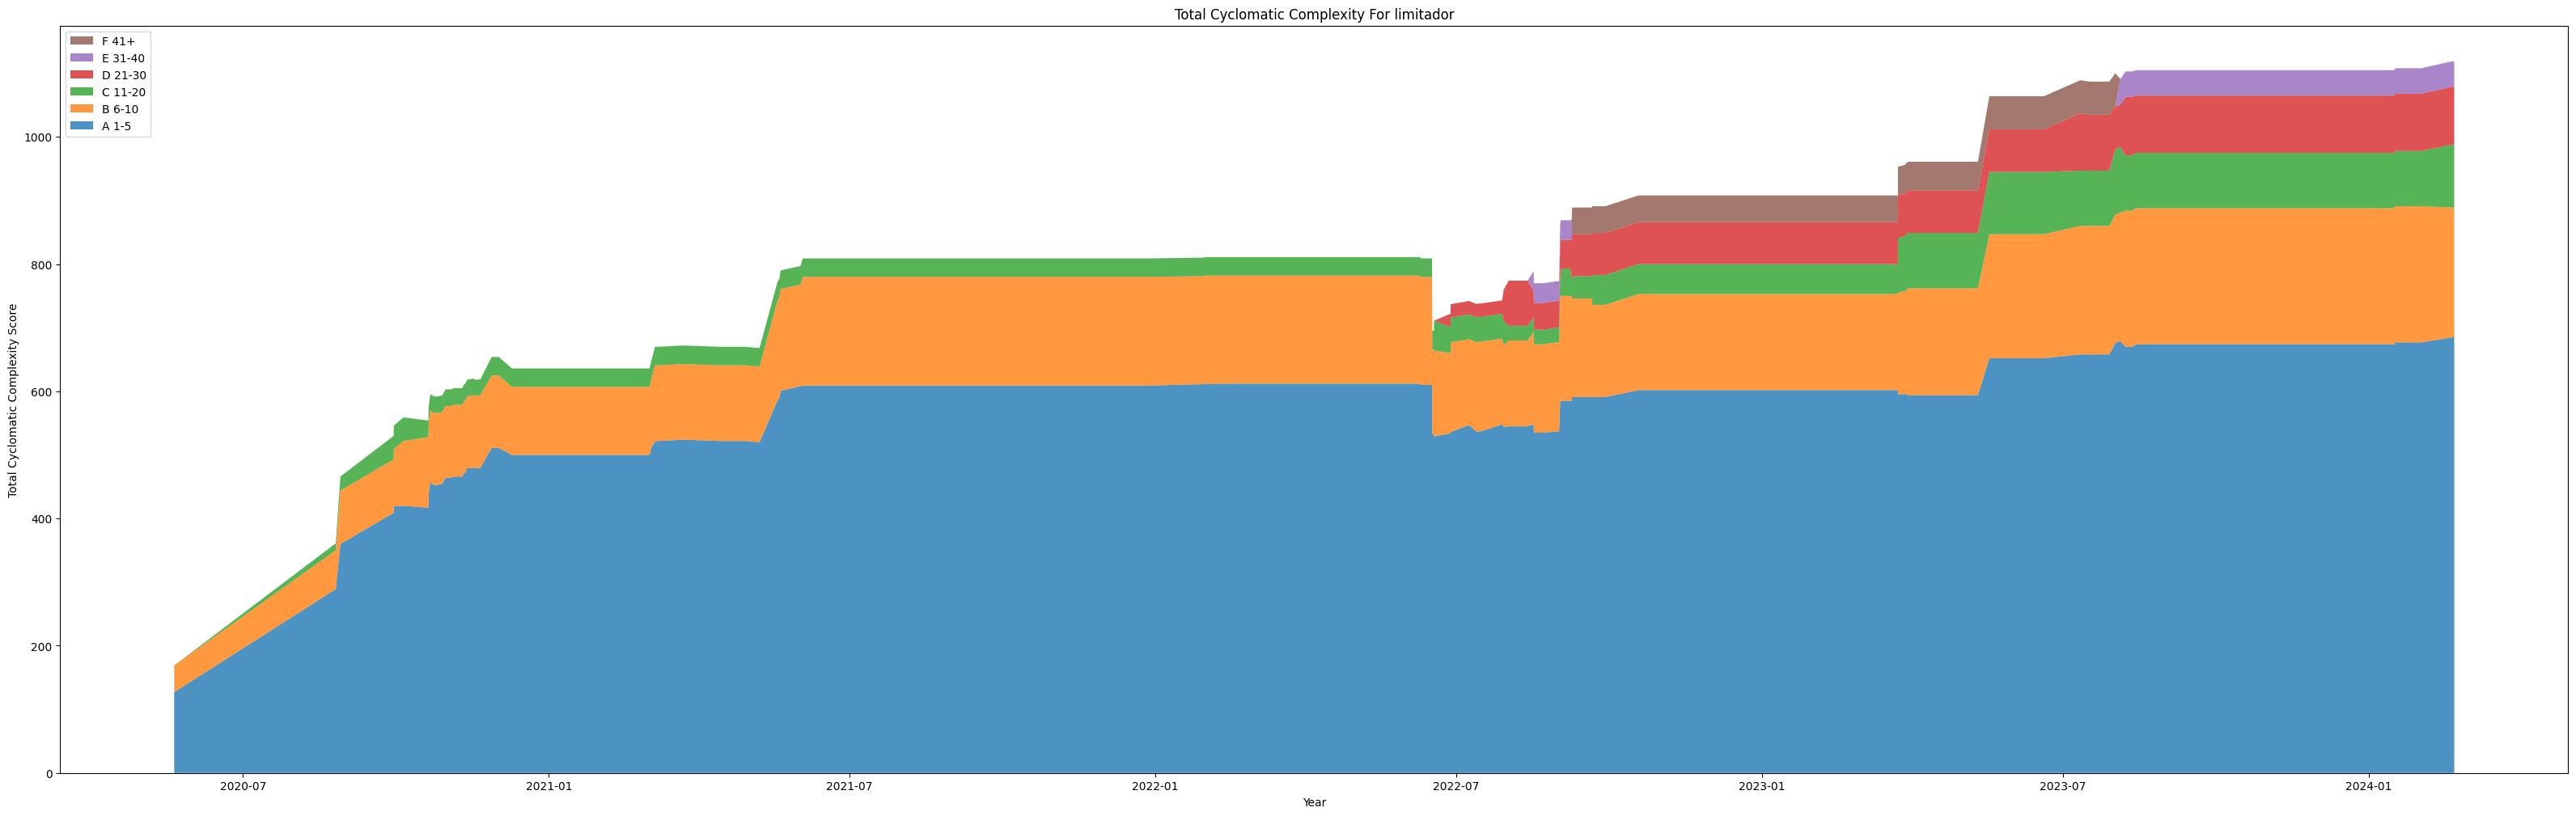 Total Cyclomatic Complexity For limitador
F 41+
E 31-40
D 21-30
C 11-20
B 6-10
A 1-5
Total Cyclomatic Complexity Score
1000
800
600
400
200
0
2020-07
2021-01
2021-07
2022-01
2022-07
2023-01
2023-07
2024-01
Year